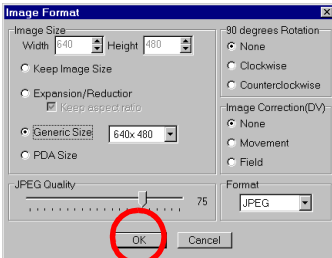 Image Format
Image Size
Width 640 Height 480
Keep Image Size
Expansion/Reductior
Keep aspect ratio
Generic Size 640x 480
PDA Size
90 degrees Rotation
None
Clockwise
Counterclockwise
Image Correction(DV)
None
Movement
Field
JPEG Quality
75
Format
JPEG
OK Cancel